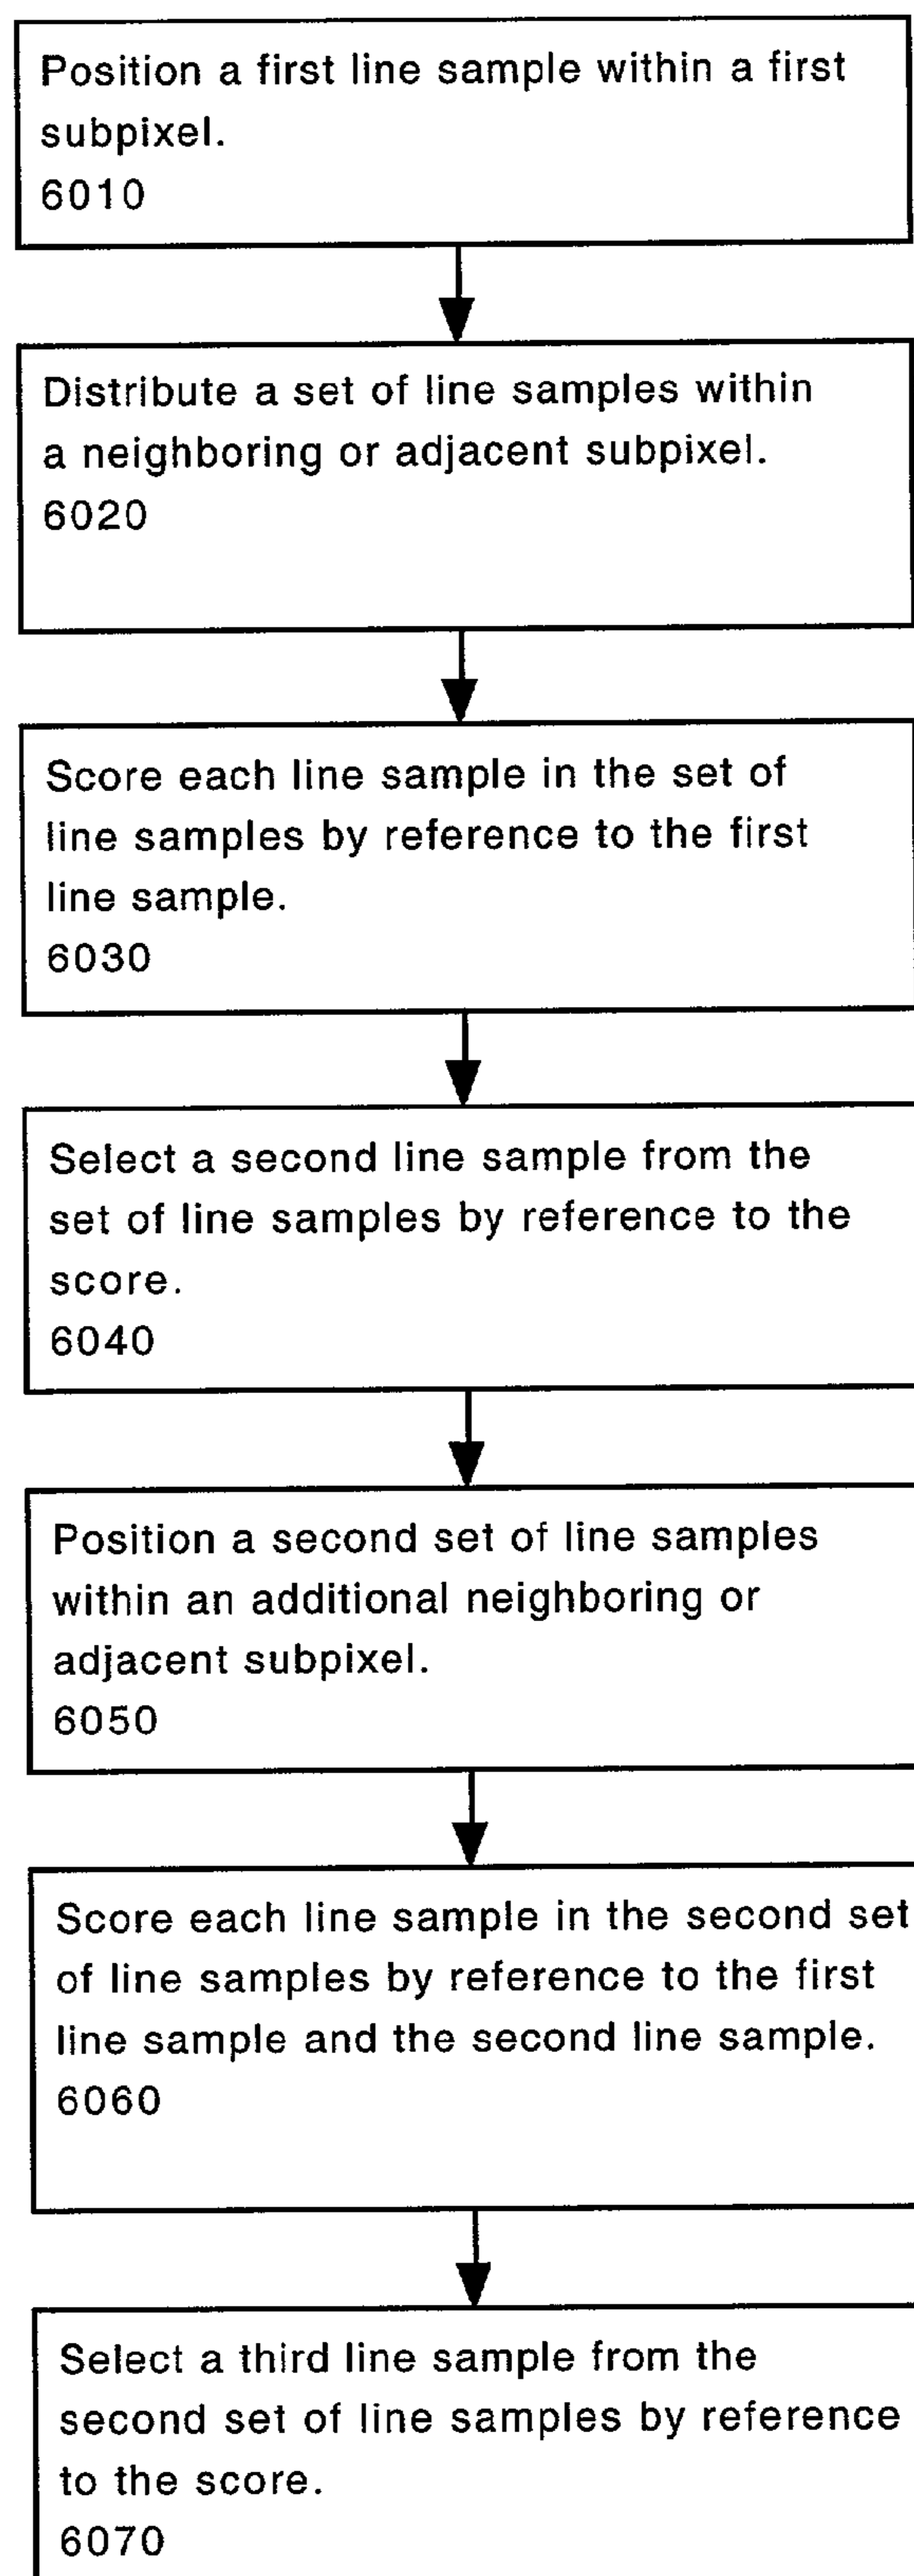 Position a first line sample within a first
subpixel.
6010
Distribute a set of line samples within
a neighboring or adjacent subpixel.
6020
Score each line sample in the set of
line samples by reference to the first
line sample.
6030
Select a second line sample from the
set of line samples by reference to the
score.
6040
Position a second set of line samples
within an additional neighboring or
adjacent subpixel.
6050
Score each line sample in the second set
of line samples by reference to the first
line sample and the second line sample.
6060
Select a third line sample from the
second set of line samples by reference
to the score.
6070